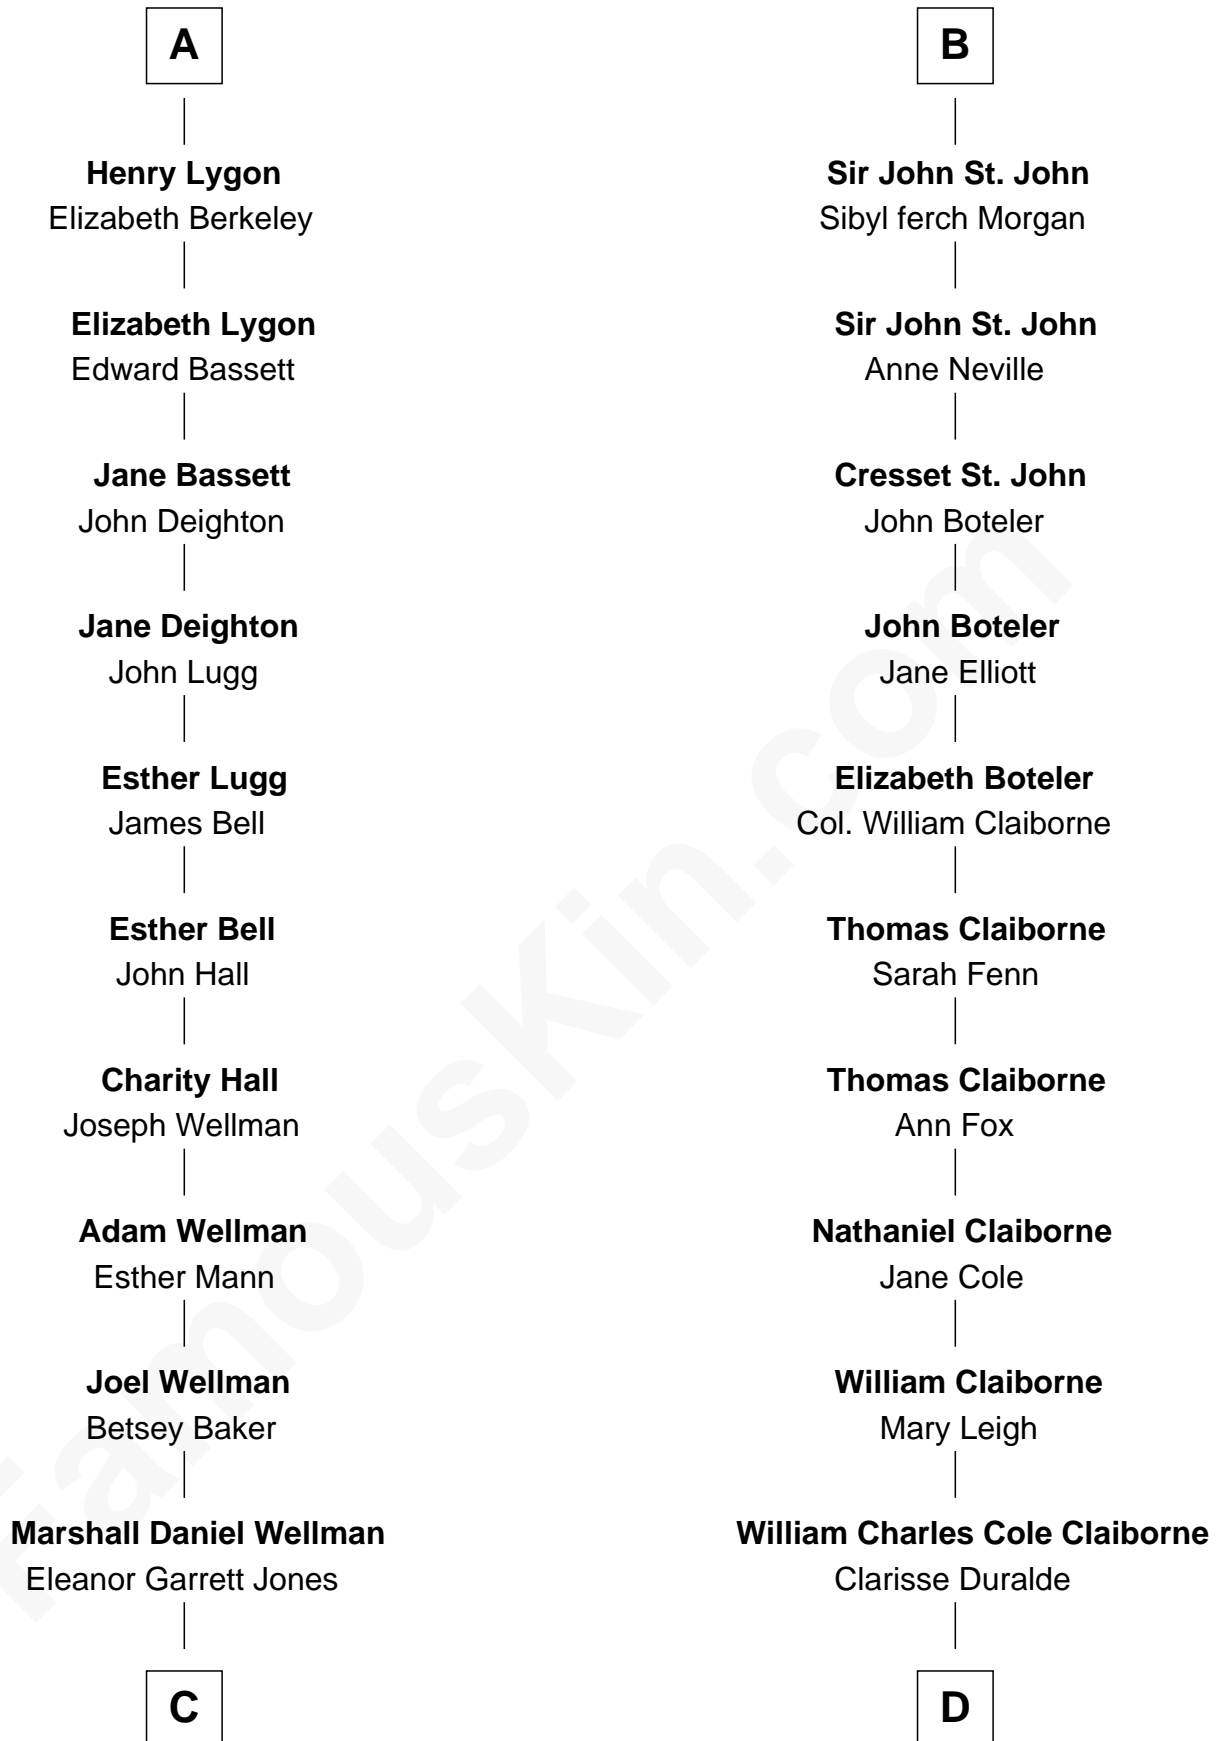 A
Henry Lygon
Elizabeth Berkeley
Elizabeth Lygon
Edward Bassett
Jane Bassett
John Deighton
Jane Deighton
John Lugg
Esther Lugg
James Bell
Esther Bell
John Hall
Charity Hall
Joseph Wellman
Adam Wellman
Esther Mann
Joel Wellman
Betsey Baker
Marshall Daniel Wellman
Eleanor Garrett Jones
C
B
Sir John St. John
Sibyl ferch Morgan
Sir John St. John
Anne Neville
Cresset St. John
John Boteler
John Boteler
Jane Elliott
Elizabeth Boteler
Col. William Claiborne
Thomas Claiborne
Sarah Fenn
Thomas Claiborne
Ann Fox
Nathaniel Claiborne
Jane Cole
William Claiborne
Mary Leigh
William Charles Cole Claiborne
Clarisse Duralde
D
FamousKin.com